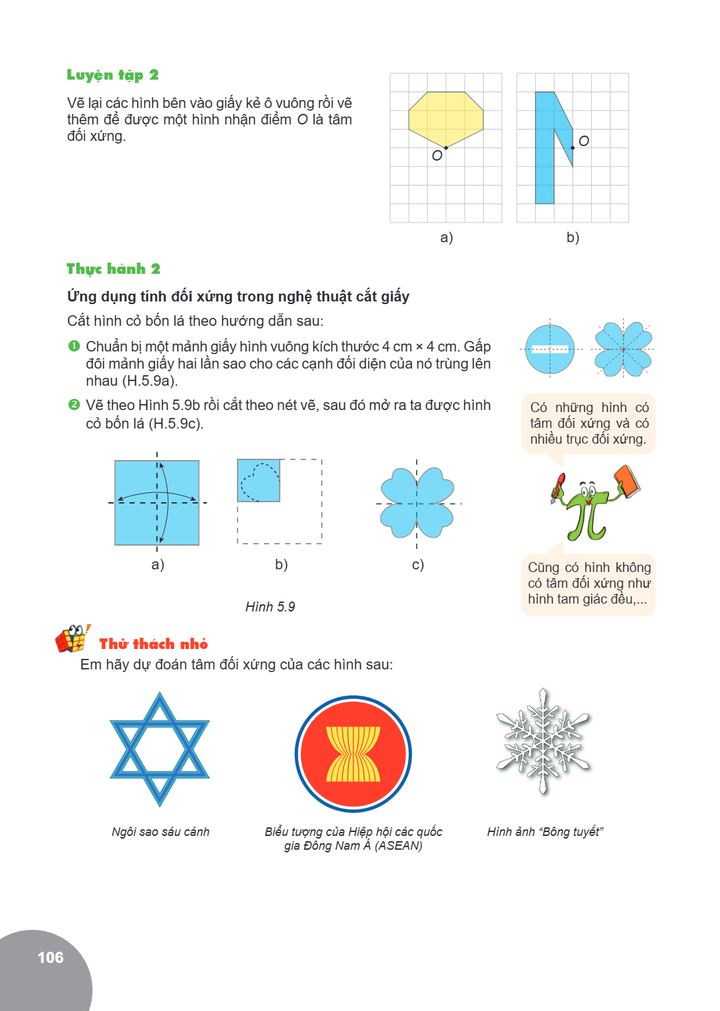 Luyện tập 2
Vẽ lại các hình bên vào giấy kẻ ô vuông rồi vẽ
thêm để được một hình nhận điểm O là tâm
đối xứng.
O
O
a)
b)
Thực hành 2
Ứng dụng tính đối xứng trong nghệ thuật cắt giấy
Cắt hình cỏ bốn lá theo hướng dẫn sau:
1 Chuẩn bị một mảnh giấy hình vuông kích thước 4 cm × 4 cm. Gấp
đôi mảnh giấy hai lần sao cho các cạnh đối diện của nó trùng lên
nhau (H.5.9a).
2 Vẽ theo Hình 5.9b rồi cắt theo nét vẽ, sau đó mở ra ta được hình
cỏ bốn lá (H.5.9c).
Có những hình có
tâm đối xứng và có
nhiều trục đối xứng.
a)
b)
c)
Hình 5.9
Cũng có hình không
có tâm đối xứng như
hình tam giác đều,...
Thử thách nhỏ
Em hãy dự đoán tâm đối xứng của các hình sau:
Ngôi sao sáu cánh
Biểu tượng của Hiệp hội các quốc
gia Đông Nam Á (ASEAN)
Hình ảnh “Bông tuyết”
106